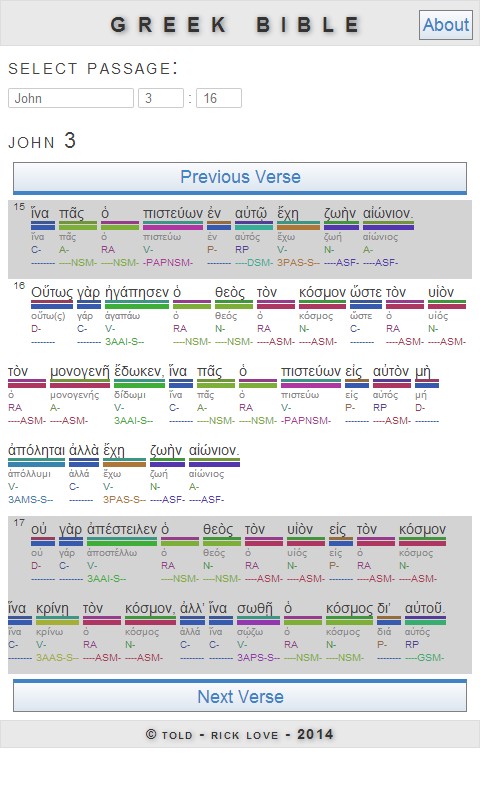 GREEK BIBLE
About
SELECT PASSAGE:
John 3 : 16
JOHN 3
Previous Verse
15 ἵνα πᾶς ὁ πιστεύων ἐν αὐτῷ ἔχῃ ζωὴν αἰώνιον.
ἵνα πᾶς ὁ πιστεύω ἐν αὐτός ἔχω ζωή αἰώνιος
C- A- RA V- P- RP V- N- A-
-------- ----NSM- ----NSM- -PAPNSM- -------- ----DSM- 3PAS-S-- ----ASF- ----ASF-
16 Οὕτως γὰρ ἠγάπησεν ὁ θεὸς τὸν κόσμον ὥστε τὸν υἱὸν
οὕτω(ς) γάρ ἀγαπάω ὁ θεός ὁ κόσμος ὥστε ὁ υἱός
D- C- V- RA N- RA N- C- RA N-
-------- -------- 3AAI-S-- ----NSM- ----NSM- ----ASM- ----ASM- -------- ----ASM- ----ASM-
τὸν μονογενῆ ἔδωκεν, ἵνα πᾶς ὁ πιστεύων εἰς αὐτὸν μὴ
ὁ μονογενής δίδωμι ἵνα πᾶς ὁ πιστεύω εἰς αὐτός μή
RA A- V- C- A- RA V- P- RP D-
----ASM- ----ASM- 3AAI-S-- -------- ----NSM- ----NSM- -PAPNSM- -------- ----ASM- --------
ἀπόληται ἀλλὰ ἔχῃ ζωὴν αἰώνιον.
ἀπόλλυμι ἀλλά ἔχω ζωή αἰώνιος
V- C- V- N- A-
3AMS-S-- -------- 3PAS-S-- ----ASF- ----ASF-
17 οὐ γὰρ ἀπέστειλεν ὁ θεὸς τὸν υἱὸν εἰς τὸν κόσμον
οὐ γάρ ἀποστέλλω ὁ θεός ὁ υἱός εἰς ὁ κόσμος
D- C- V- RA N- RA N- P- RA N-
-------- -------- 3AAI-S-- ----NSM- ----NSM- ----ASM- ----ASM- -------- ----ASM- ----ASM-
ἵνα κρίνῃ τὸν κόσμον, ἀλλ’ ἵνα σωθῇ ὁ κόσμος δι’ αὐτοῦ.
ἵνα κρίνω ὁ κόσμος ἀλλά ἵνα σῴζω ὁ κόσμος διά αὐτός
C- V- RA N- C- C- V- RA N- P- RP
-------- 3AAS-S-- ----ASM- ----ASM- -------- -------- 3APS-S-- ----NSM- ----NSM- -------- ----GSM-
Next Verse
© TOLD - RICK LOVE - 2014